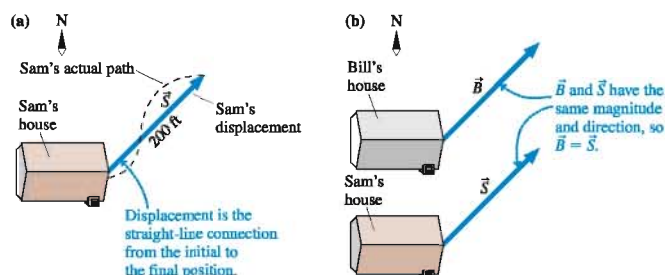 (a)
N
Sam's actual path
Sam's
house
S
200 ft
Sam's
displacement
Displacement is the
straight-line connection
from the initial to
the final position.
(b)
N
Bill's
house
B
Sam's
house
S
B and S have the
same magnitude
and direction, so
B = S.